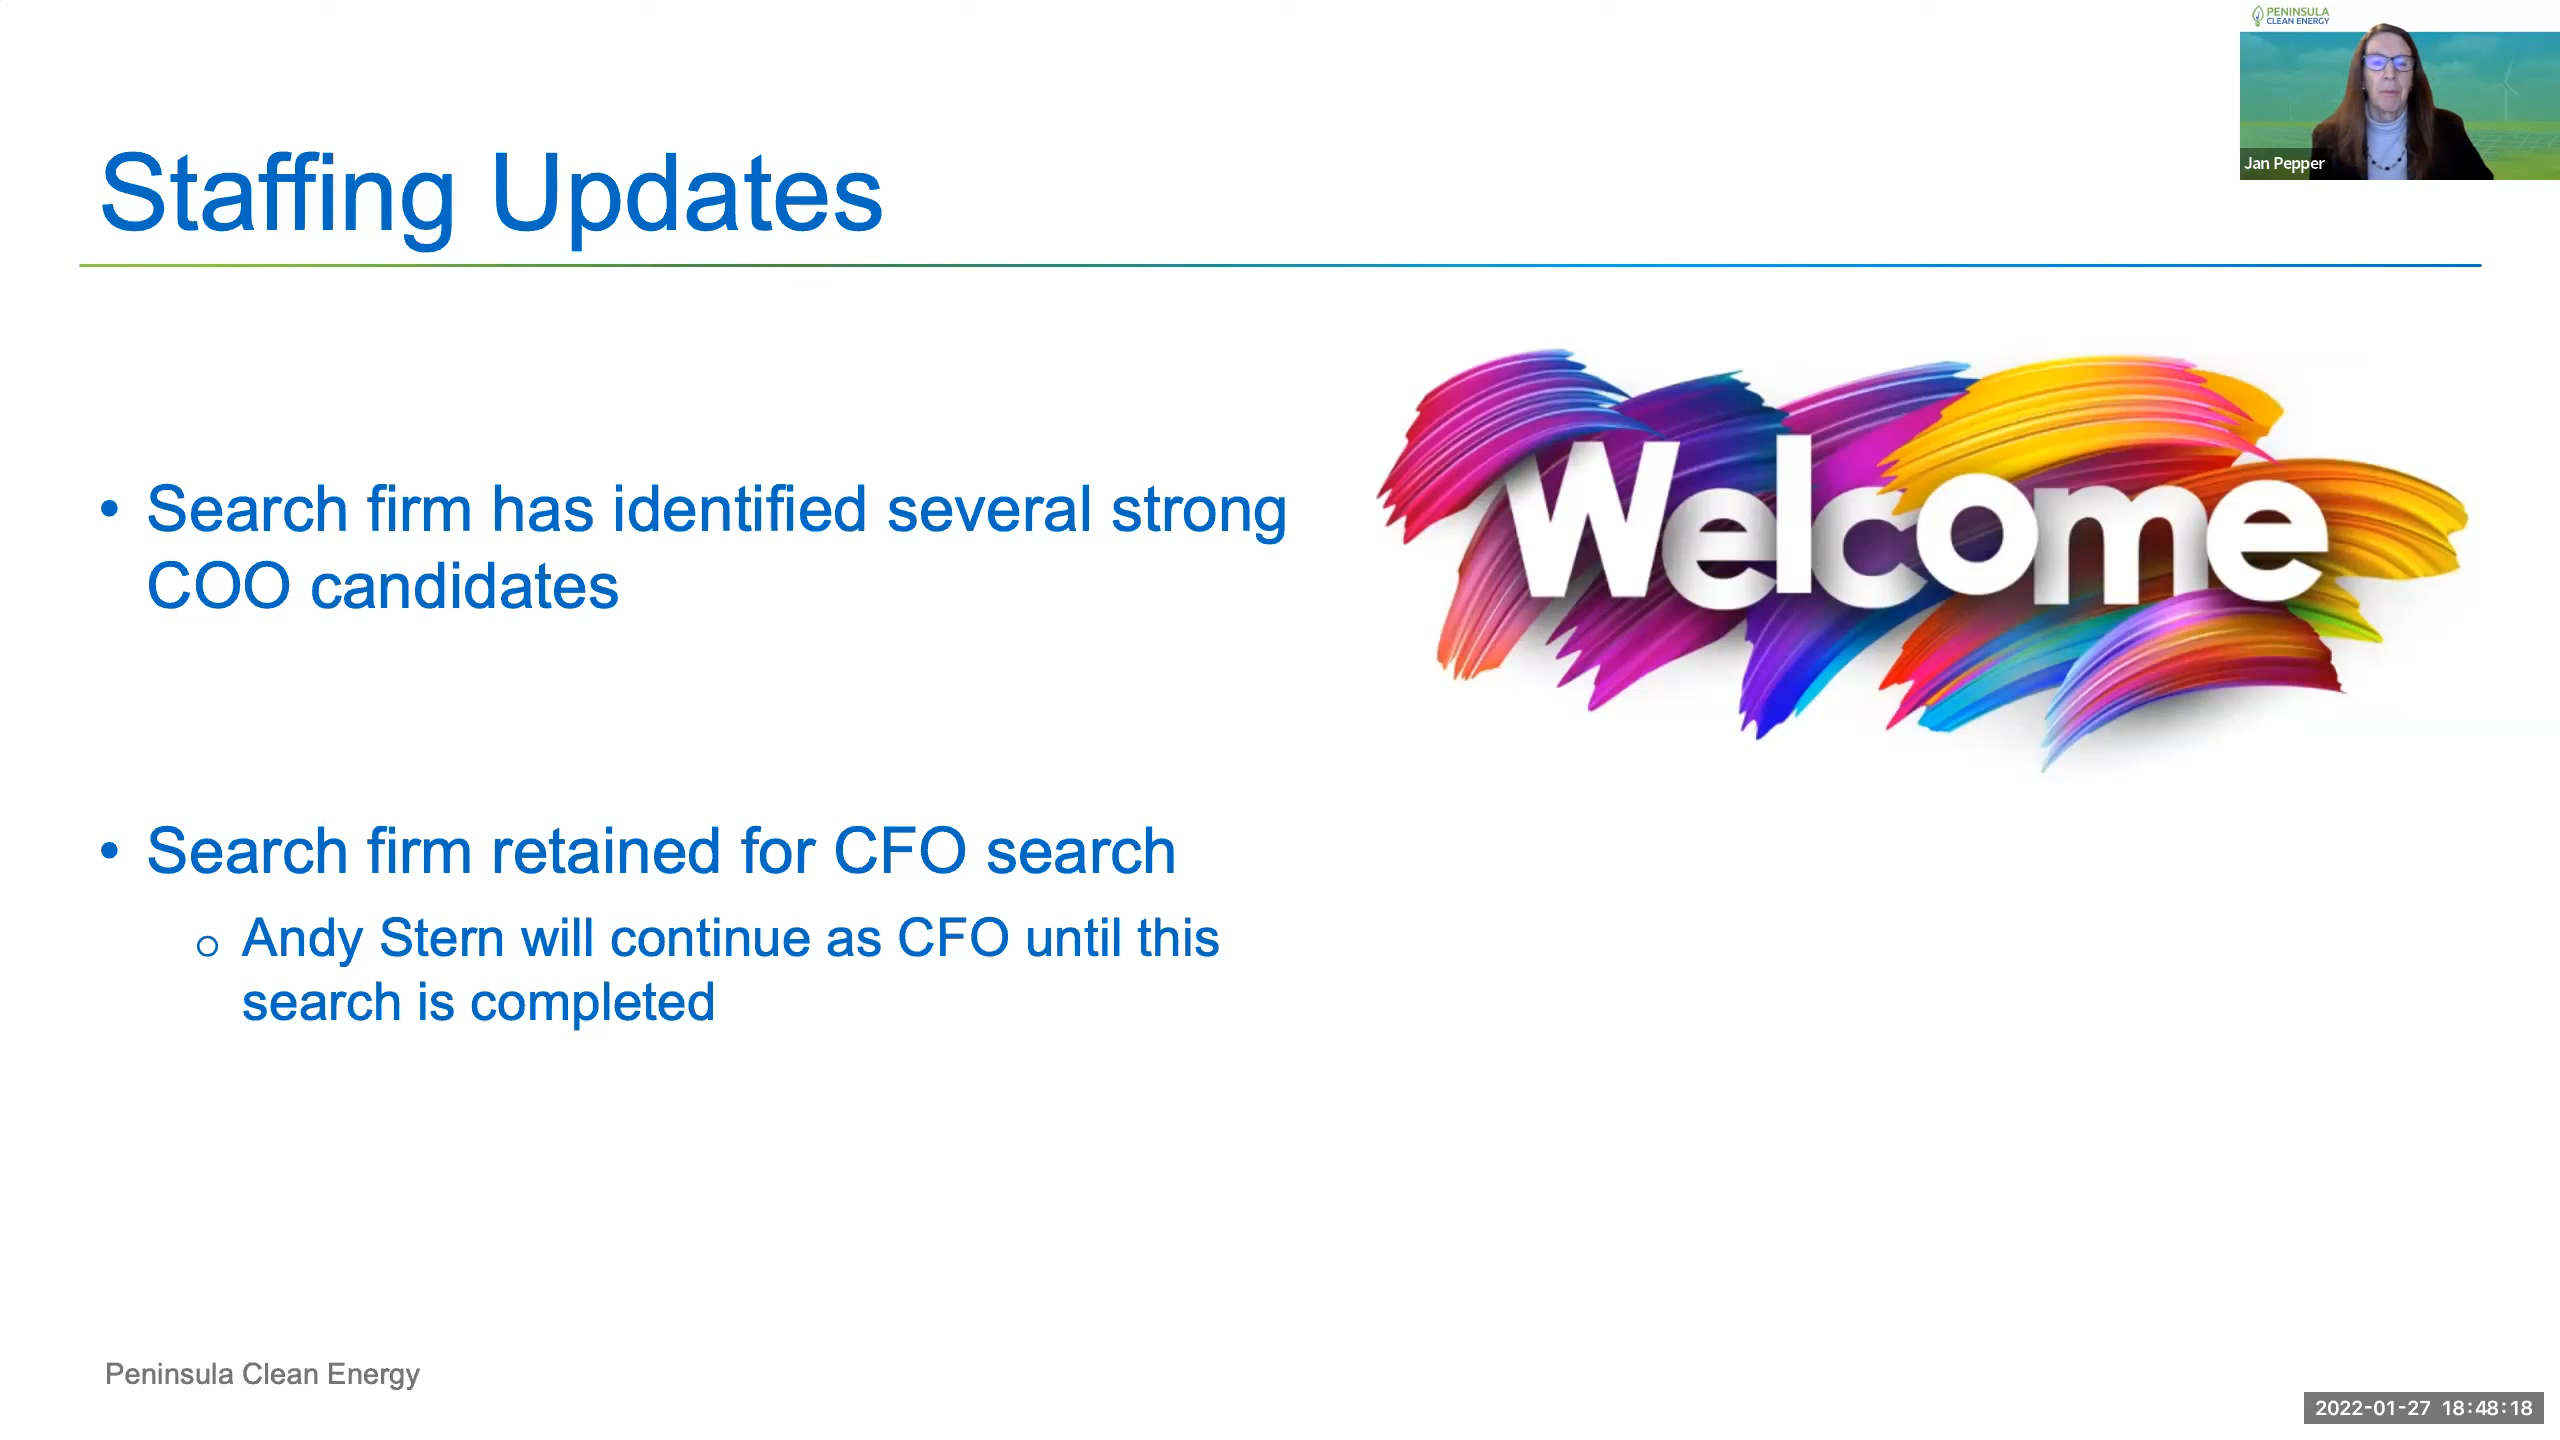 PENINSULA
CLEAN ENERGY
Jan Pepper
Staffing Updates
• Search firm has identified several strong
COO candidates
Welcome
• Search firm retained for CFO search
○ Andy Stern will continue as CFO until this
search is completed
Peninsula Clean Energy
2022-01-27 18:48:18